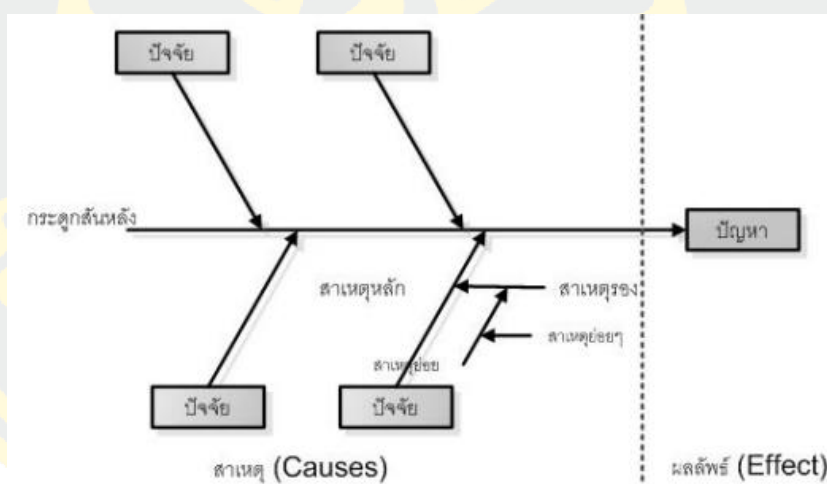 ปัจจัย
ปัจจัย
กระดูกสันหลัง
ปัญหา
สาเหตุหลัก
สาเหตุรอง
สาเหตุย่อยๆ
สาเหตุย่อย
ปัจจัย
ปัจจัย
สาเหตุ (Causes)
ผลลัพธ์ (Effect)